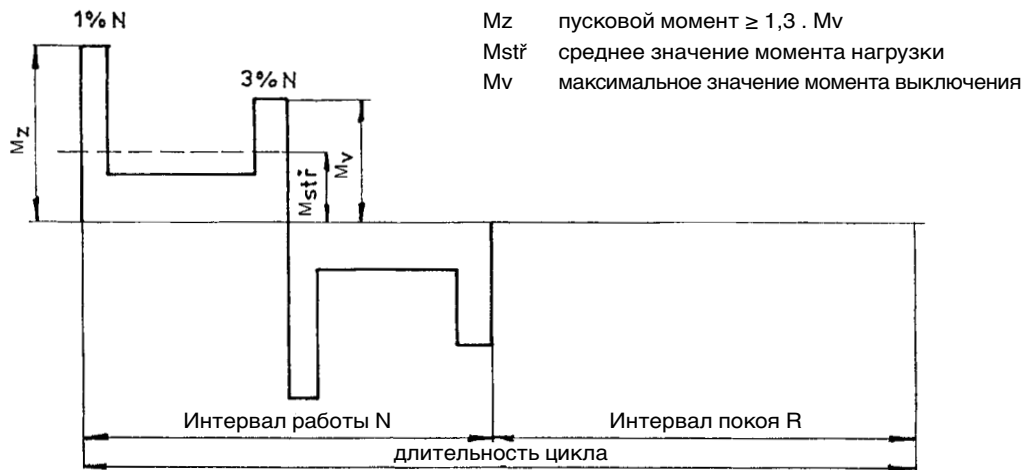 1% N
Mz пусковой момент ≥ 1,3 . Mv
Mstř среднее значение момента нагрузки
3% N
Mv максимальное значение момента выключения
Mz
Mstř
Mv
Интервал работы N
Интервал покоя R
длительность цикла